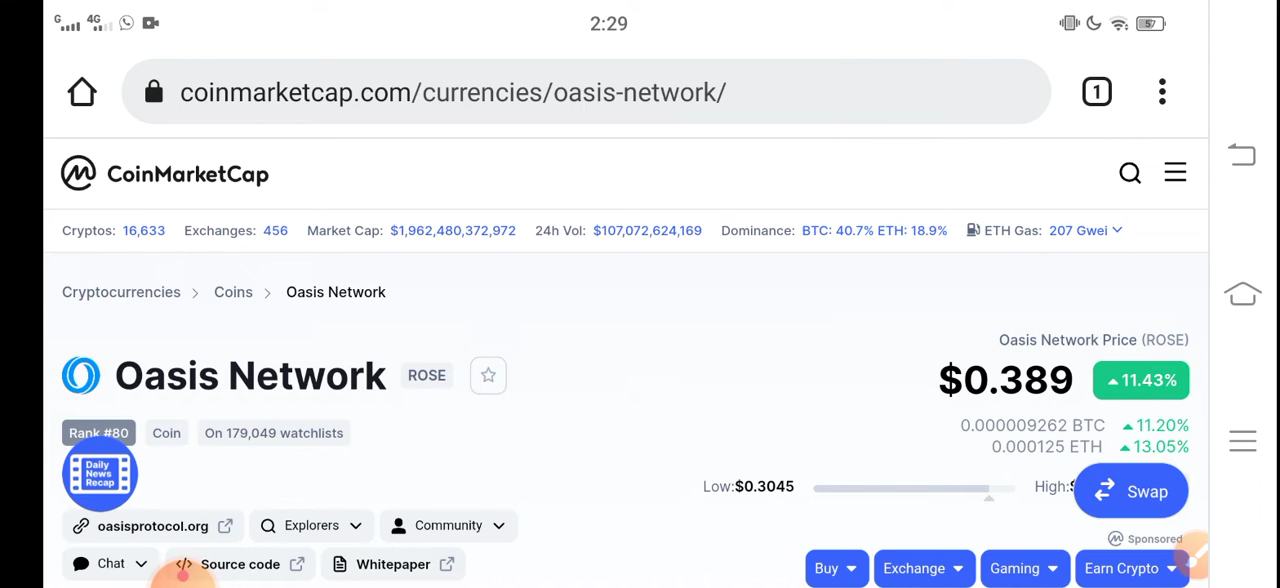 G 4G 2:29 57
coinmarketcap.com/currencies/oasis-network/ 1
CoinMarketCap
Cryptos: 16,633 Exchanges: 456 Market Cap: $1,962,480,372,972 24h Vol: $107,072,624,169 Dominance: BTC: 40.7% ETH: 18.9% ETH Gas: 207 Gwei
Cryptocurrencies > Coins > Oasis Network
Oasis Network Price (ROSE)
Oasis Network ROSE $0.389 11.43%
0.000009262 BTC 11.20%
Rank #80 Coin On 179,049 watchlists
0.000125 ETH 13.05%
Daily
News
Recap
Low:$0.3045 High:$ Swap
oasisprotocol.org Explorers Community
Sponsored
Chat Source code Whitepaper
Buy Exchange Gaming Earn Crypto